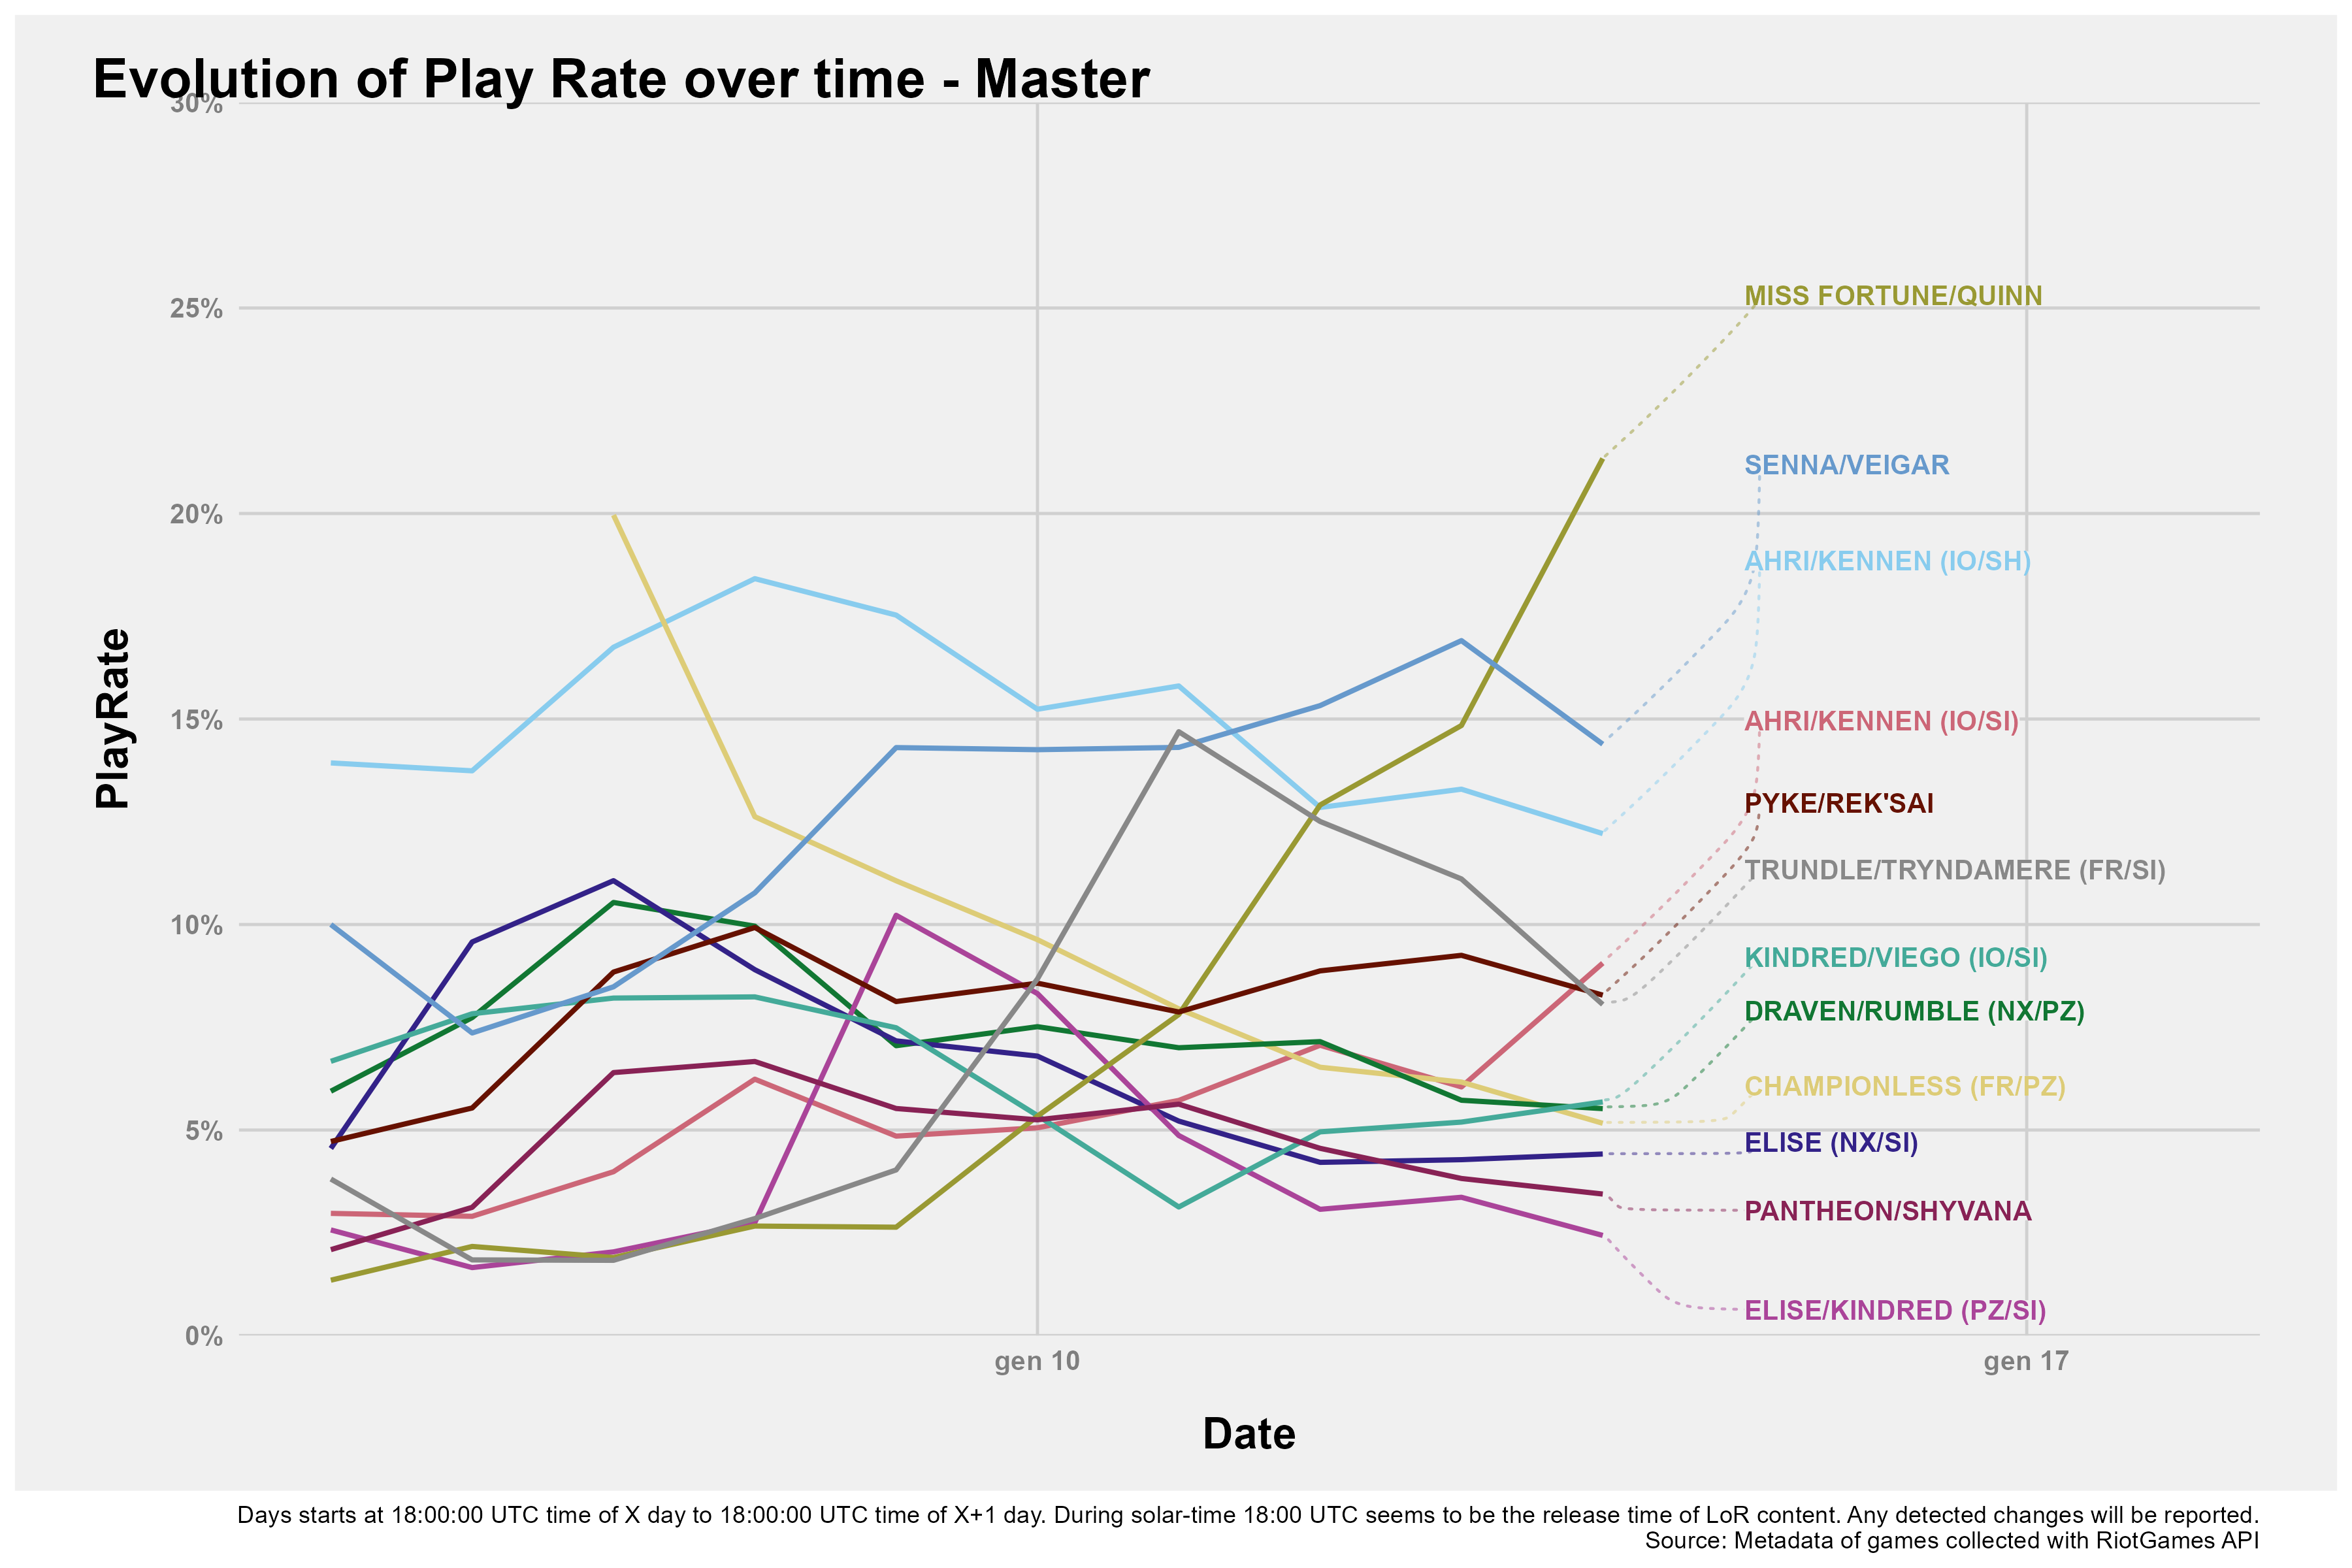 Evolution of Play Rate over time - Master
30%
25%
20%
15%
10%
5%
0%
PlayRate
MISS FORTUNE/QUINN
SENNA/VEIGAR
AHRI/KENNEN (IO/SH)
AHRI/KENNEN (IO/SI)
PYKE/REK'SAI
TRUNDLE/TRYNDAMERE (FR/SI)
KINDRED/VIEGO (IO/SI)
DRAVEN/RUMBLE (NX/PZ)
CHAMPIONLESS (FR/PZ)
ELISE (NX/SI)
PANTHEON/SHYVANA
ELISE/KINDRED (PZ/SI)
gen 10
gen 17
Date
Days starts at 18:00:00 UTC time of X day to 18:00:00 UTC time of X+1 day. During solar-time 18:00 UTC seems to be the release time of LoR content. Any detected changes will be reported.
Source: Metadata of games collected with RiotGames API